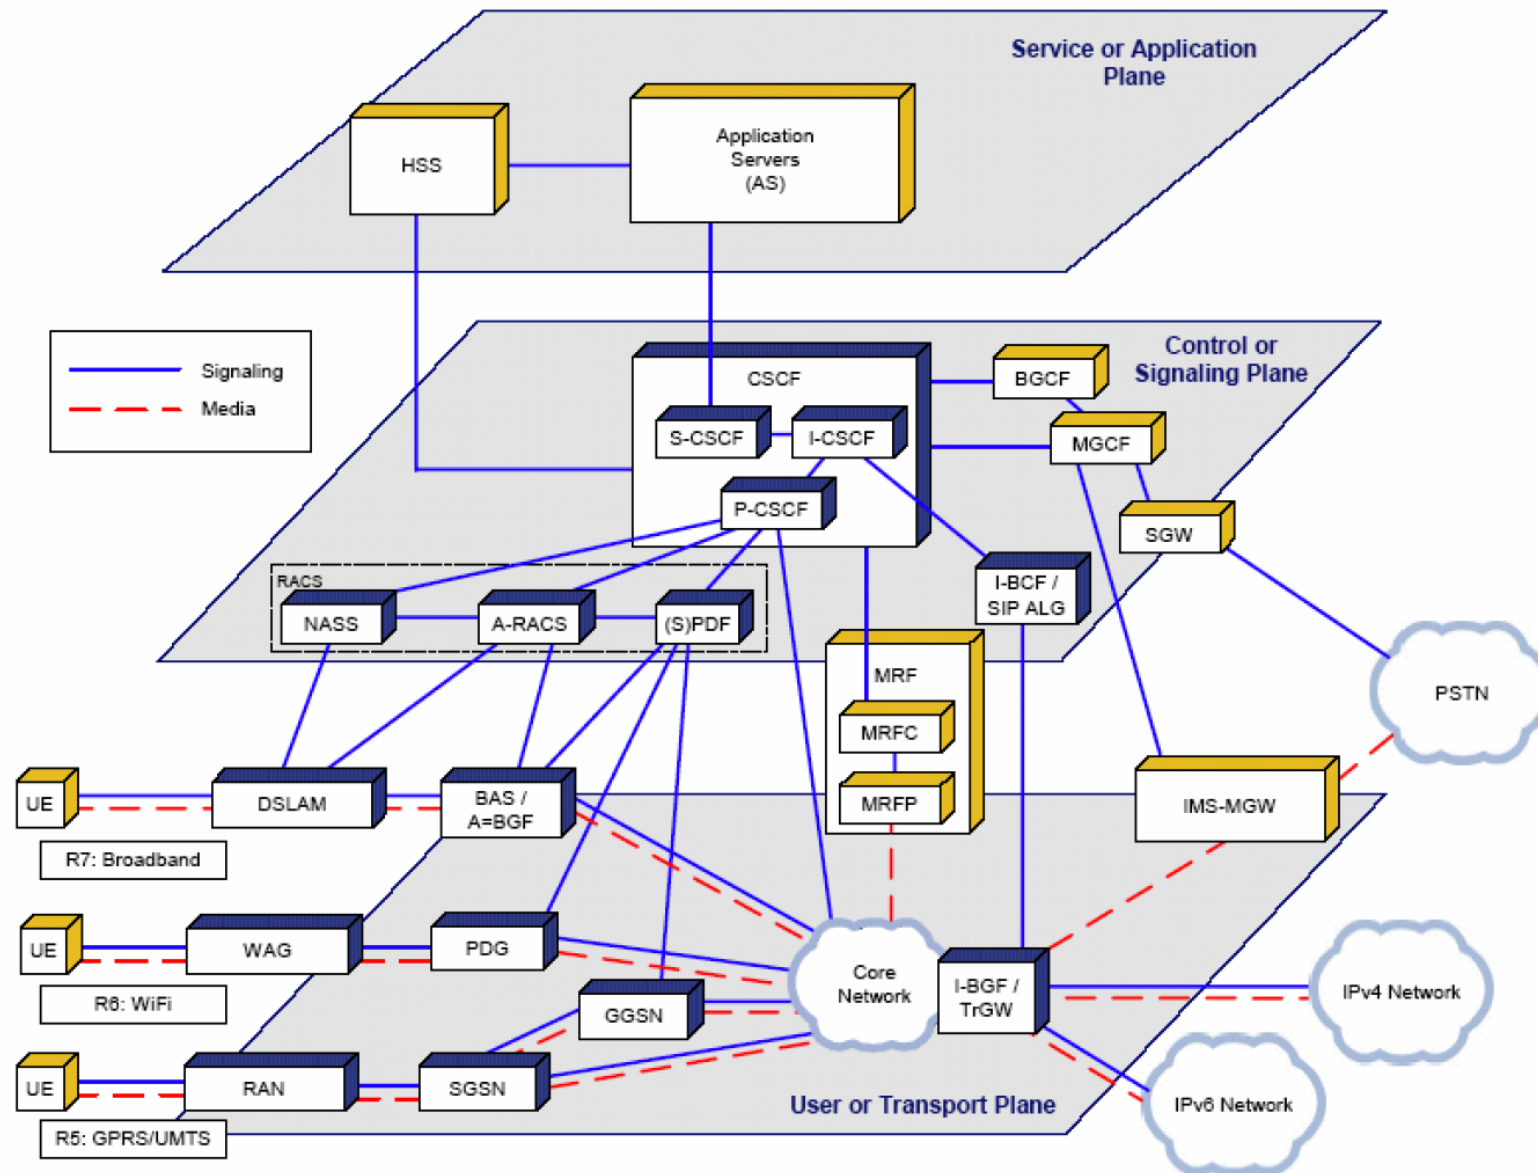 Service or Application
Plane
HSS
Application
Servers
(AS)
Signaling
Media
Control or
Signaling Plane
CSCF
BGCF
S-CSCF
I-CSCF
MGCF
P-CSCF
SGW
RACS
NASS
A-RACS
(S)PDF
I-BCF /
SIP ALG
MRF
MRFC
MRFP
PSTN
IMS-MGW
UE
DSLAM
BAS /
A=BGF
R7: Broadband
UE
WAG
PDG
R6: WiFi
Core
Network
I-BGF /
TrGW
IPv4 Network
GGSN
UE
RAN
SGSN
IPv6 Network
User or Transport Plane
R5: GPRS/UMTS